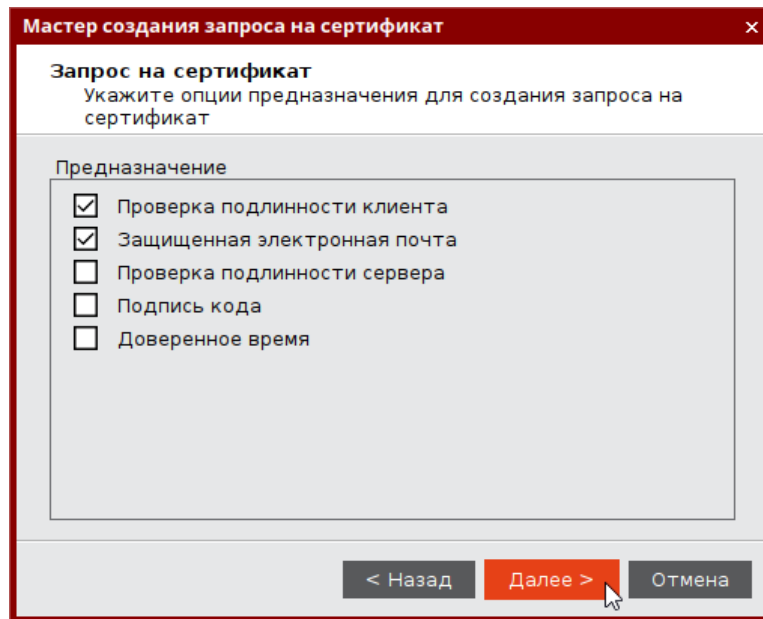 Мастер создания запроса на сертификат
Запрос на сертификат
Укажите опции предназначения для создания запроса на
сертификат
Предназначение
Проверка подлинности клиента
Защищенная электронная почта
Проверка подлинности сервера
Подпись кода
Доверенное время
< Назад
Далее >
Отмена